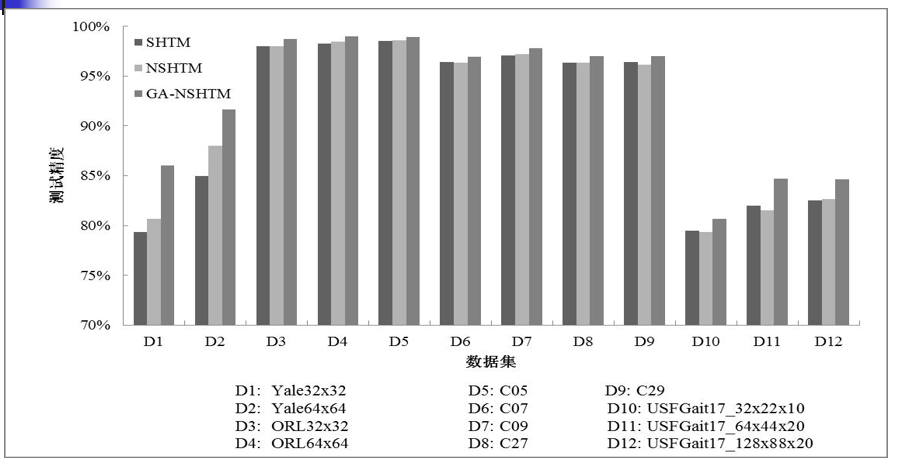 100%
95%
90%
85%
80%
75%
70%
测试精度
SHTM
NSHTM
GA-NSHTM
D1 D2 D3 D4 D5 D6 D7 D8 D9 D10 D11 D12
数据集
D1: Yale32x32 D5: C05 D9: C29
D2: Yale64x64 D6: C07 D10: USFGait17_32x22x10
D3: ORL32x32 D7: C09 D11: USFGait17_64x44x20
D4: ORL64x64 D8: C27 D12: USFGait17_128x88x20